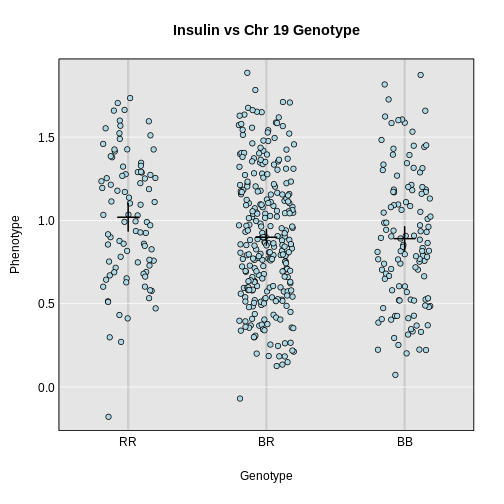 Insulin vs Chr 19 Genotype
Phenotype
1.5
1.0
0.5
0.0
RR BR BB
Genotype